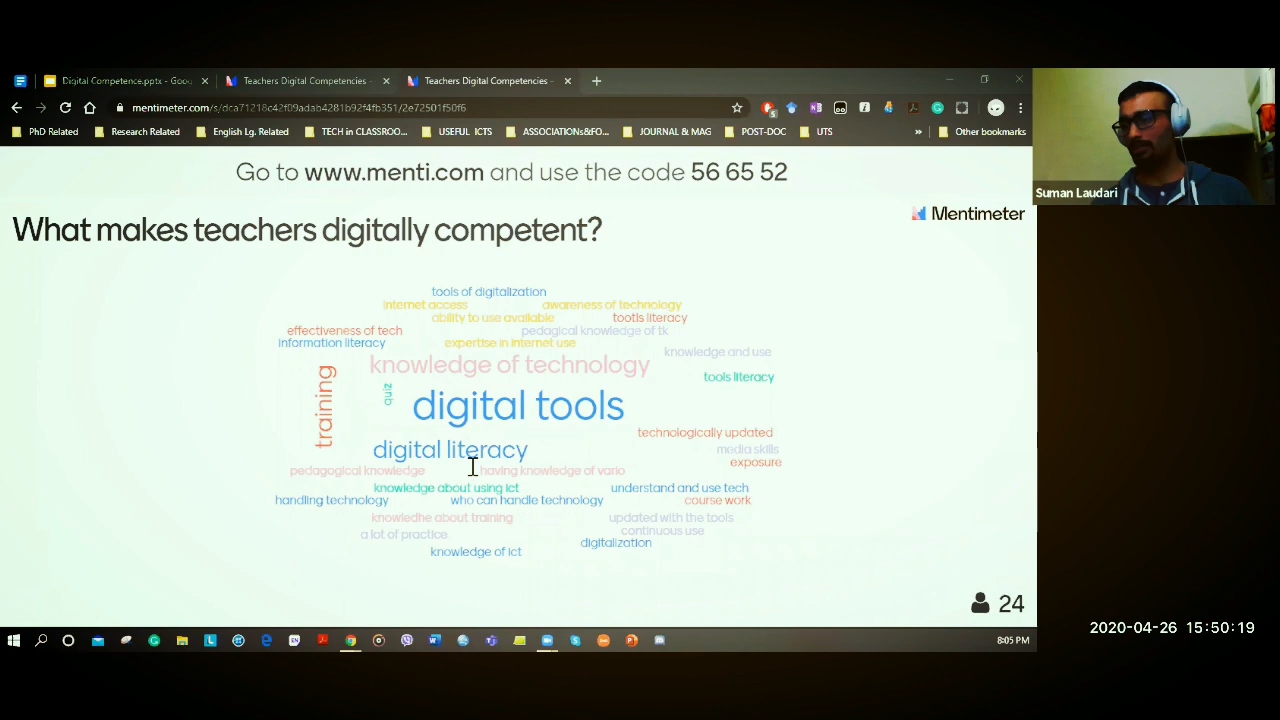 Digital Competence.pptx - Goo
Teachers Digital Competencies -
Teachers Digital Competencies -
mentimeter.com/s/dca71218c42f09adab4281b92f4fb351/2e72501f50f6
PhD Related
Research Related
English Lg. Related
TECH in CLASSROO...
USEFUL ICTS
ASSOCIATIONs&FO...
JOURNAL & MAG
POST-DOC
UTS
Other bookmarks
Suman Laudari
Go to www.menti.com and use the code 56 65 52
Mentimeter
What makes teachers digitally competent?
tools of digitalization
internet access
awareness of technology
ability to use available
tootls literacy
effectiveness of tech
pedagical knowledge of tk
information literacy
expertise in internet use
knowledge and use
knowledge of technology
tools literacy
training
quiz
digital tools
technologically updated
digital literacy
media skills
exposure
pedagogical knowledge
having knowledge of vario
knowledge about using ict
understand and use tech
handling technology
who can handle technology
course work
knowledhe about training
updated with the tools
continuous use
a lot of practice
digitalization
knowledge of ict
24
2020-04-26 15:50:19
8:05 PM